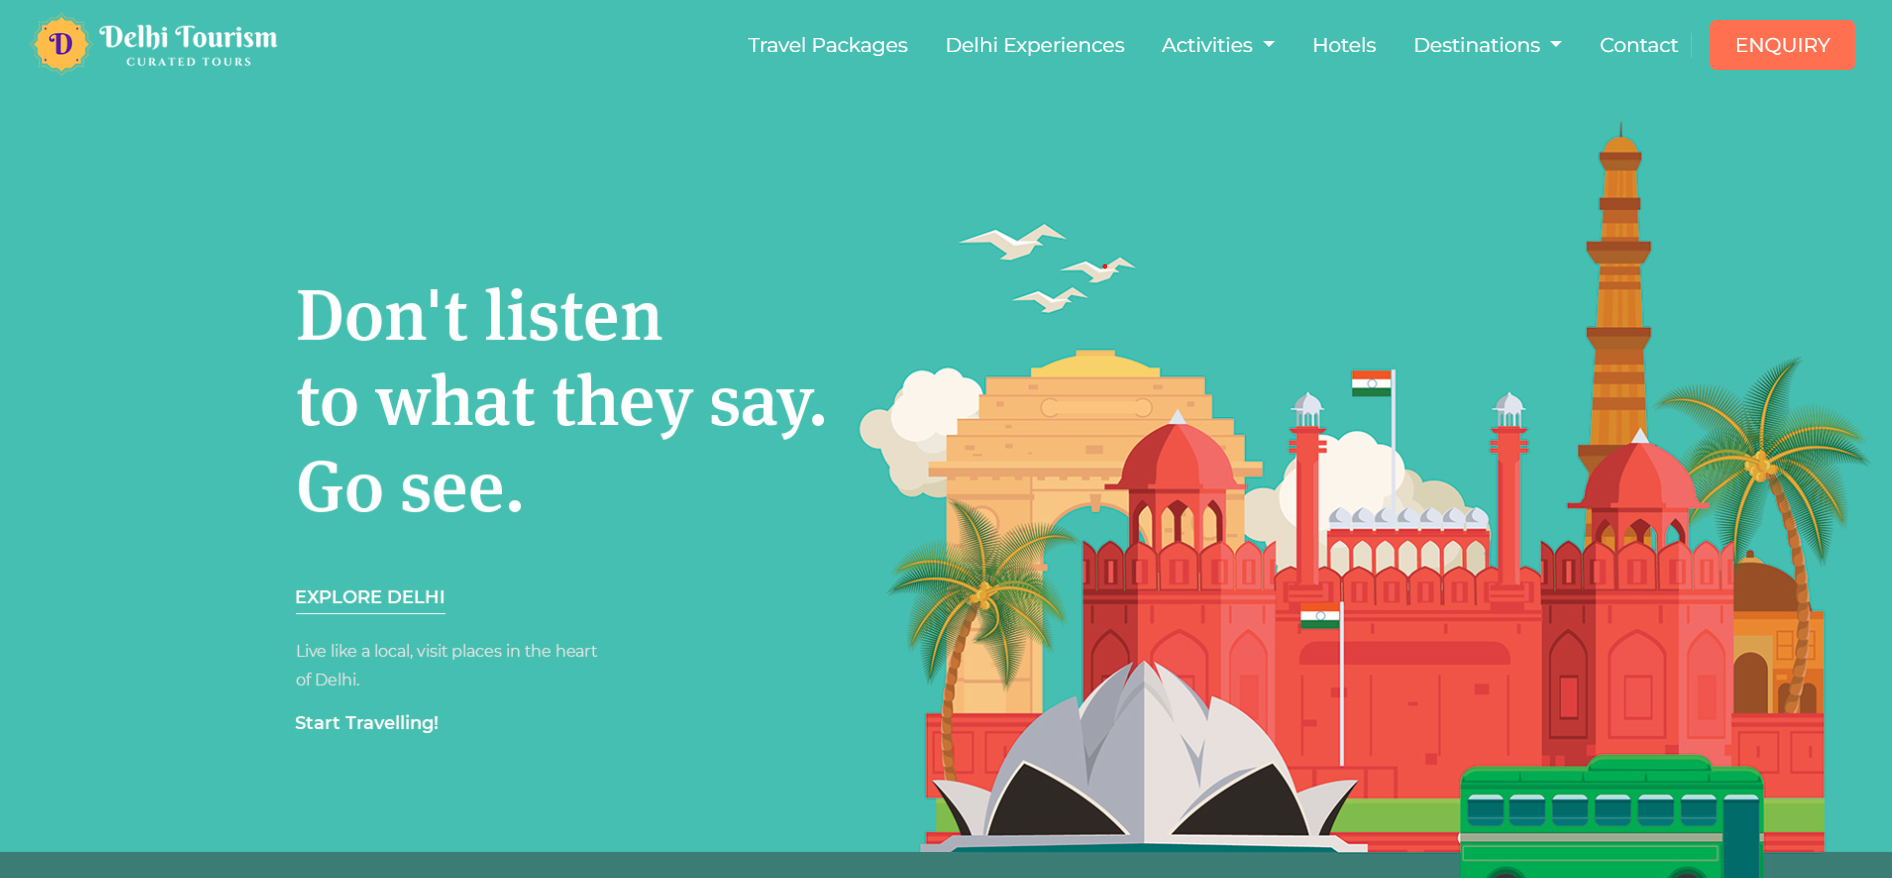 D
Delhi Tourism
CURATED TOURS
Travel Packages
Delhi Experiences
Activities
Hotels
Destinations
Contact
ENQUIRY
Don't listen
to what they say.
Go see.
EXPLORE DELHI
Live like a local, visit places in the heart
of Delhi.
Start Travelling!